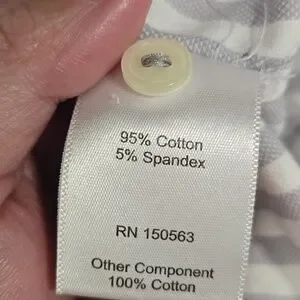 95% Cotton
5% Spandex
RN 150563
Other Component
100% Cotton